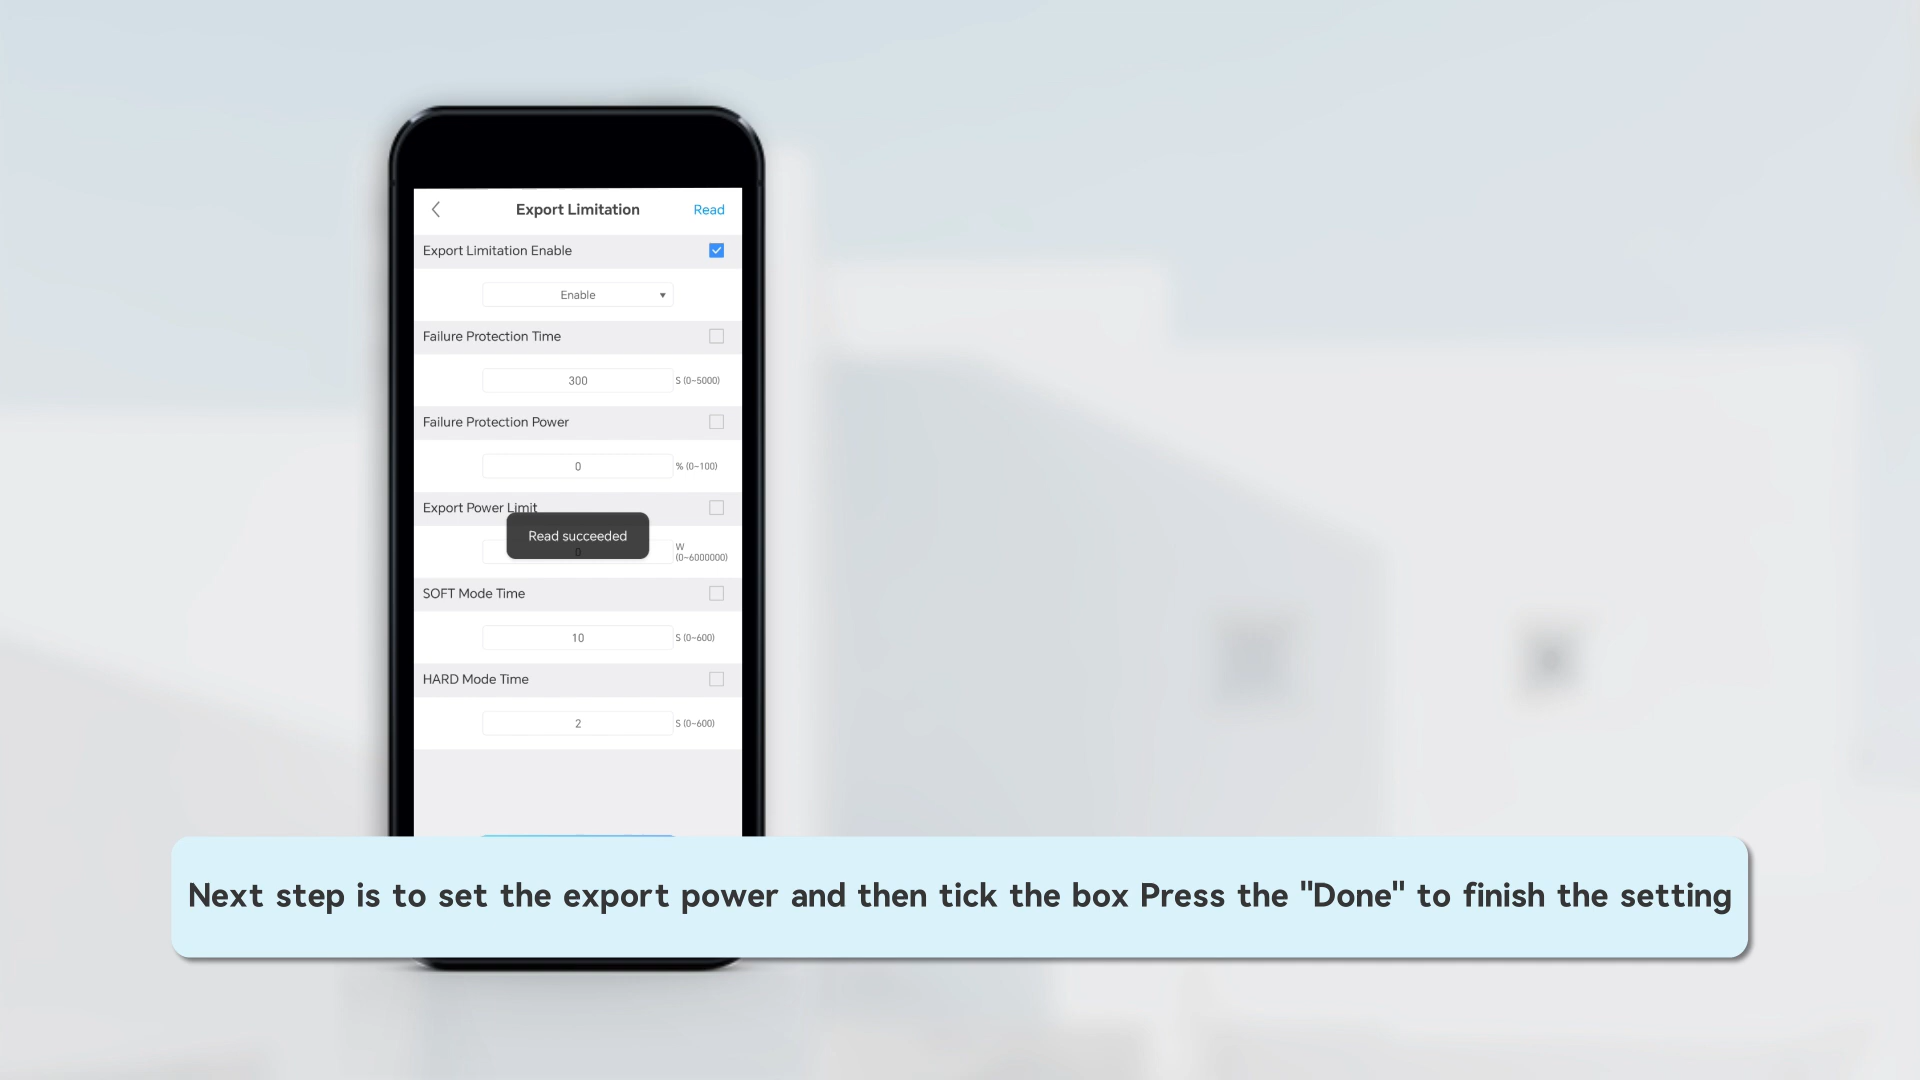 Export Limitation
Read
Export Limitation Enable
Enable
Failure Protection Time
300
S (0~5000)
Failure Protection Power
0
% (0~100)
Export Power Limit
Read succeeded
0
W
(0~6000000)
SOFT Mode Time
10
S (0~600)
HARD Mode Time
2
S (0~600)
Next step is to set the export power and then tick the box Press the "Done" to finish the setting